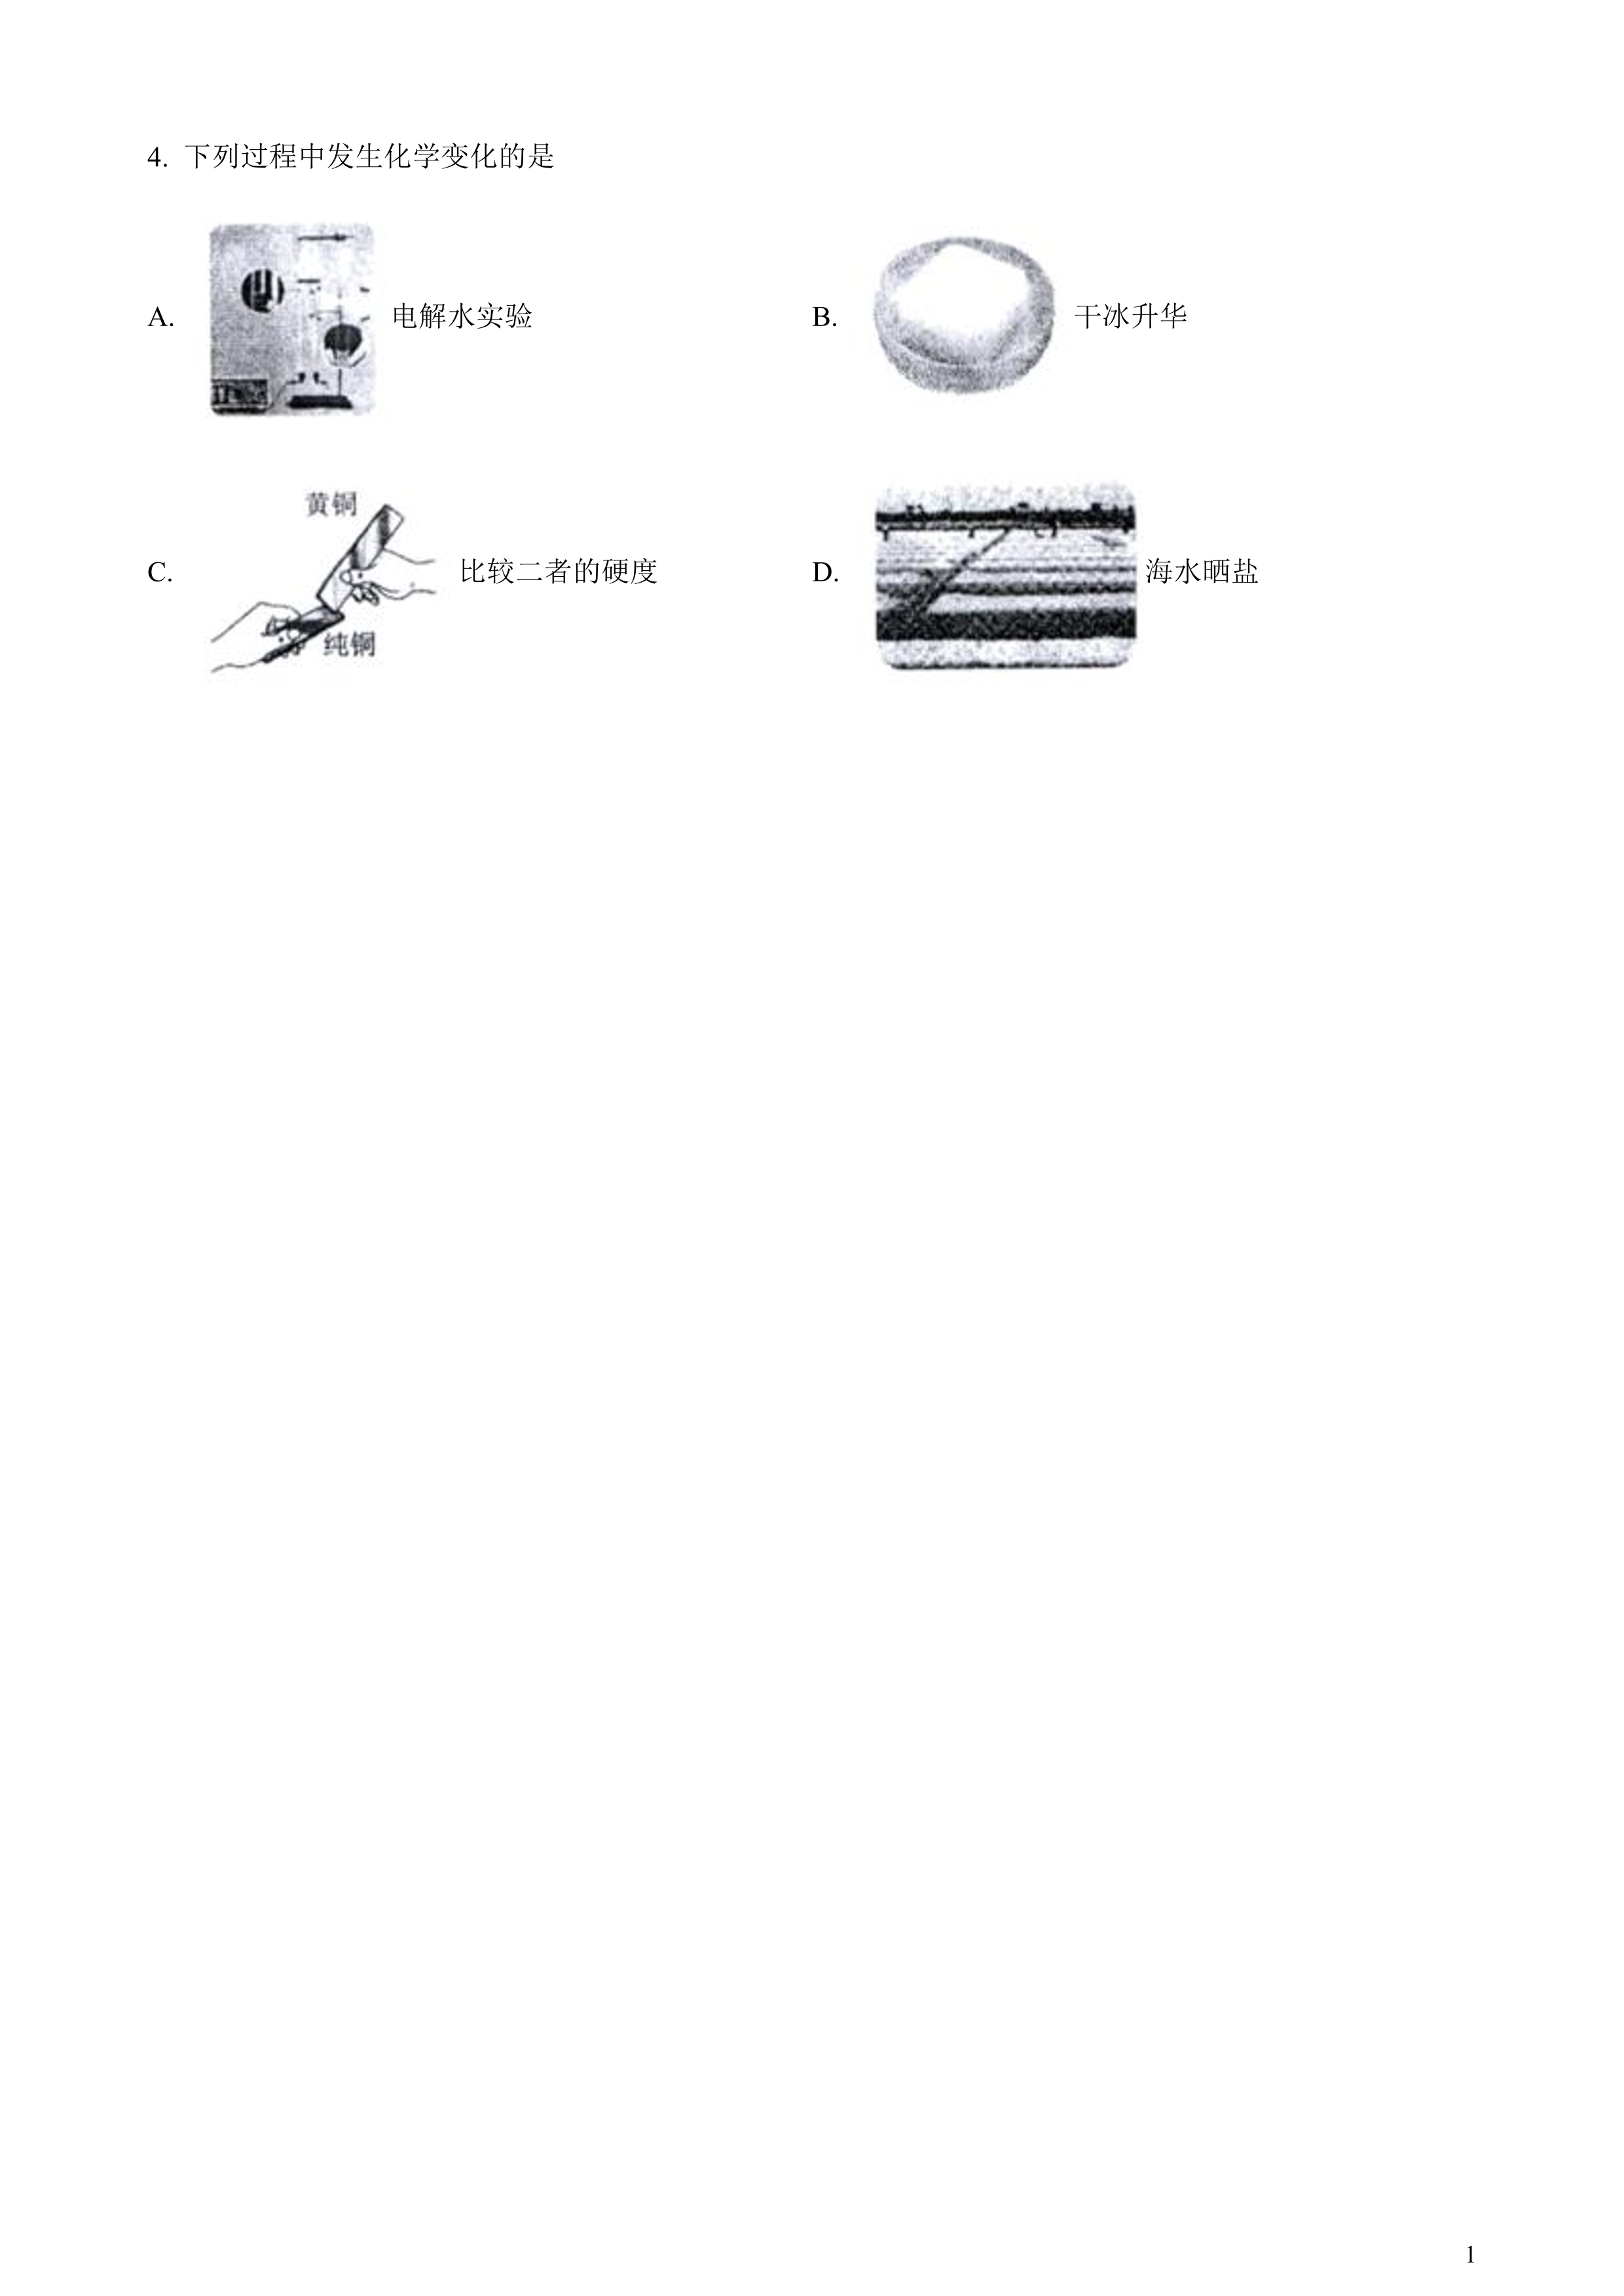 4. 下列过程中发生化学变化的是
A. 电解水实验
B. 干冰升华
黄铜
C. 比较二者的硬度
纯铜
D. 海水晒盐
1